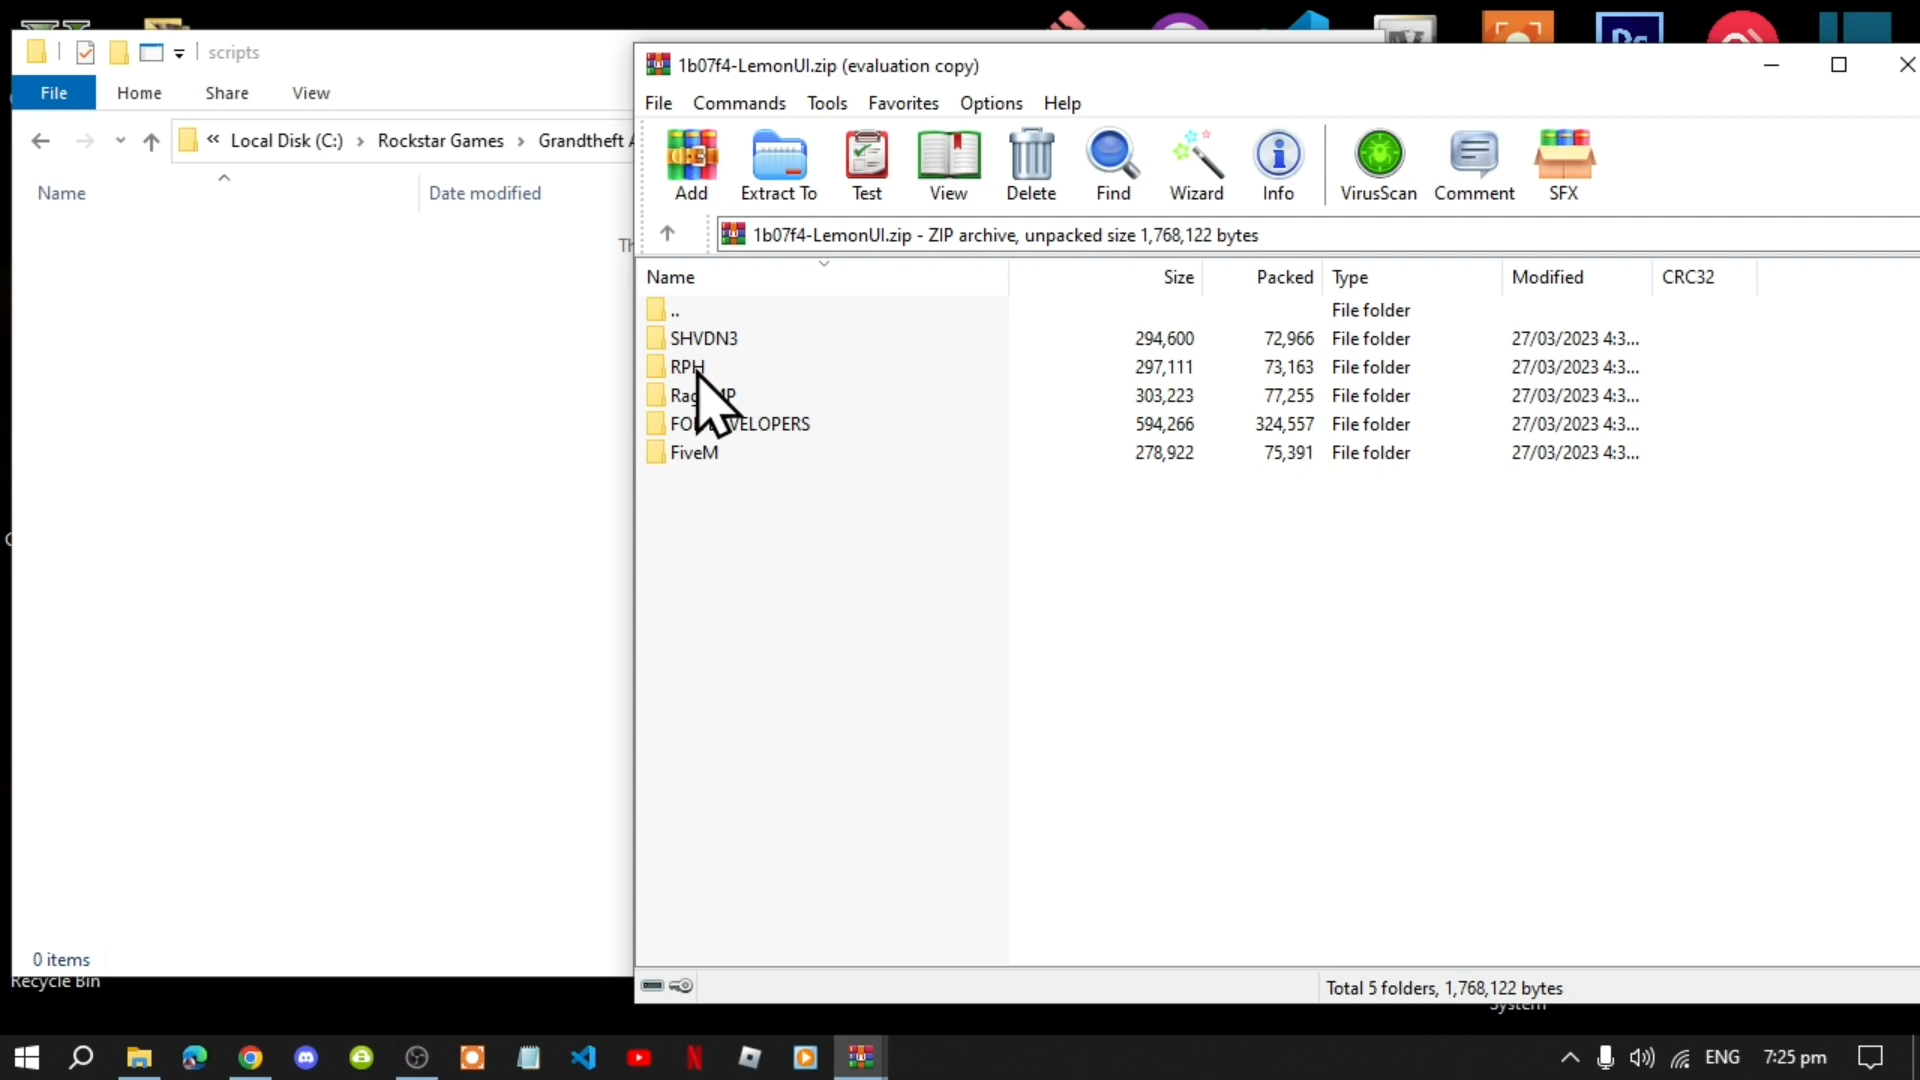 scripts
File Home Share View
Local Disk (C:) Rockstar Games Grandtheft A
Name Date modified
Th
0 items
Recycle Bin
1b07f4-LemonUI.zip (evaluation copy)
File Commands Tools Favorites Options Help
Add Extract To Test View Delete Find Wizard Info VirusScan Comment SFX
1b07f4-LemonUI.zip - ZIP archive, unpacked size 1,768,122 bytes
Name Size Packed Type Modified CRC32
.. File folder
SHVDN3 294,600 72,966 File folder 27/03/2023 4:3...
RPH 297,111 73,163 File folder 27/03/2023 4:3...
303,223 77,255 File folder 27/03/2023 4:3...
594,266 324,557 File folder 27/03/2023 4:3...
FiveM 278,922 75,391 File folder 27/03/2023 4:3...
Total 5 folders, 1,768,122 bytes
System
ENG 7:25 pm